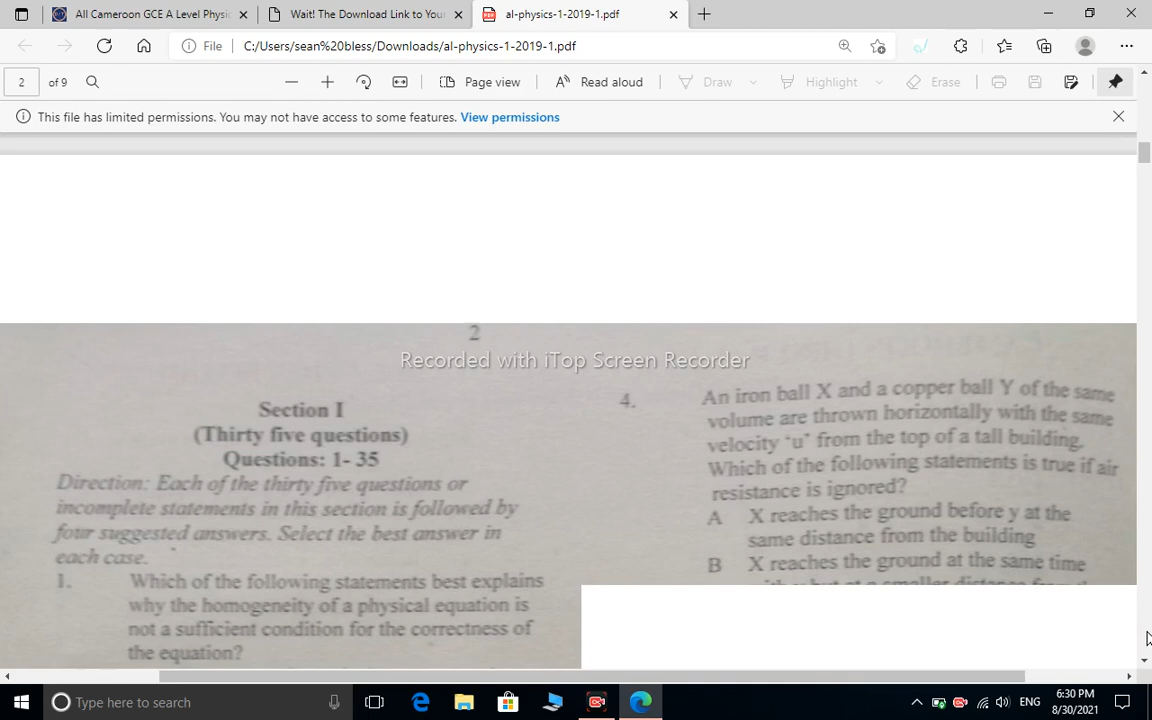 All Cameroon GCE A Level Physic
Wait! The Download Link to Your
al-physics-1-2019-1.pdf
File
C:/Users/sean%20bless/Downloads/al-physics-1-2019-1.pdf
2 of 9
Page view
Read aloud
Draw
Highlight
Erase
This file has limited permissions. You may not have access to some features. View permissions
2
Recorded with iTop Screen Recorder
Section I
(Thirty five questions)
Questions: 1- 35
Direction: Each of the thirty five questions or
incomplete statements in this section is followed by
four suggested answers. Select the best answer in
each case.
1. Which of the following statements best explains
why the homogeneity of a physical equation is
not a sufficient condition for the correctness of
the equation?
4. An iron ball X and a copper ball Y of the same
volume are thrown horizontally with the same
velocity "u" from the top of a tall building.
Which of the following statements is true if air
resistance is ignored?
A X reaches the ground before y at the
same distance from the building
B X reaches the ground at the same time
Type here to search
ENG
6:30 PM
8/30/2021